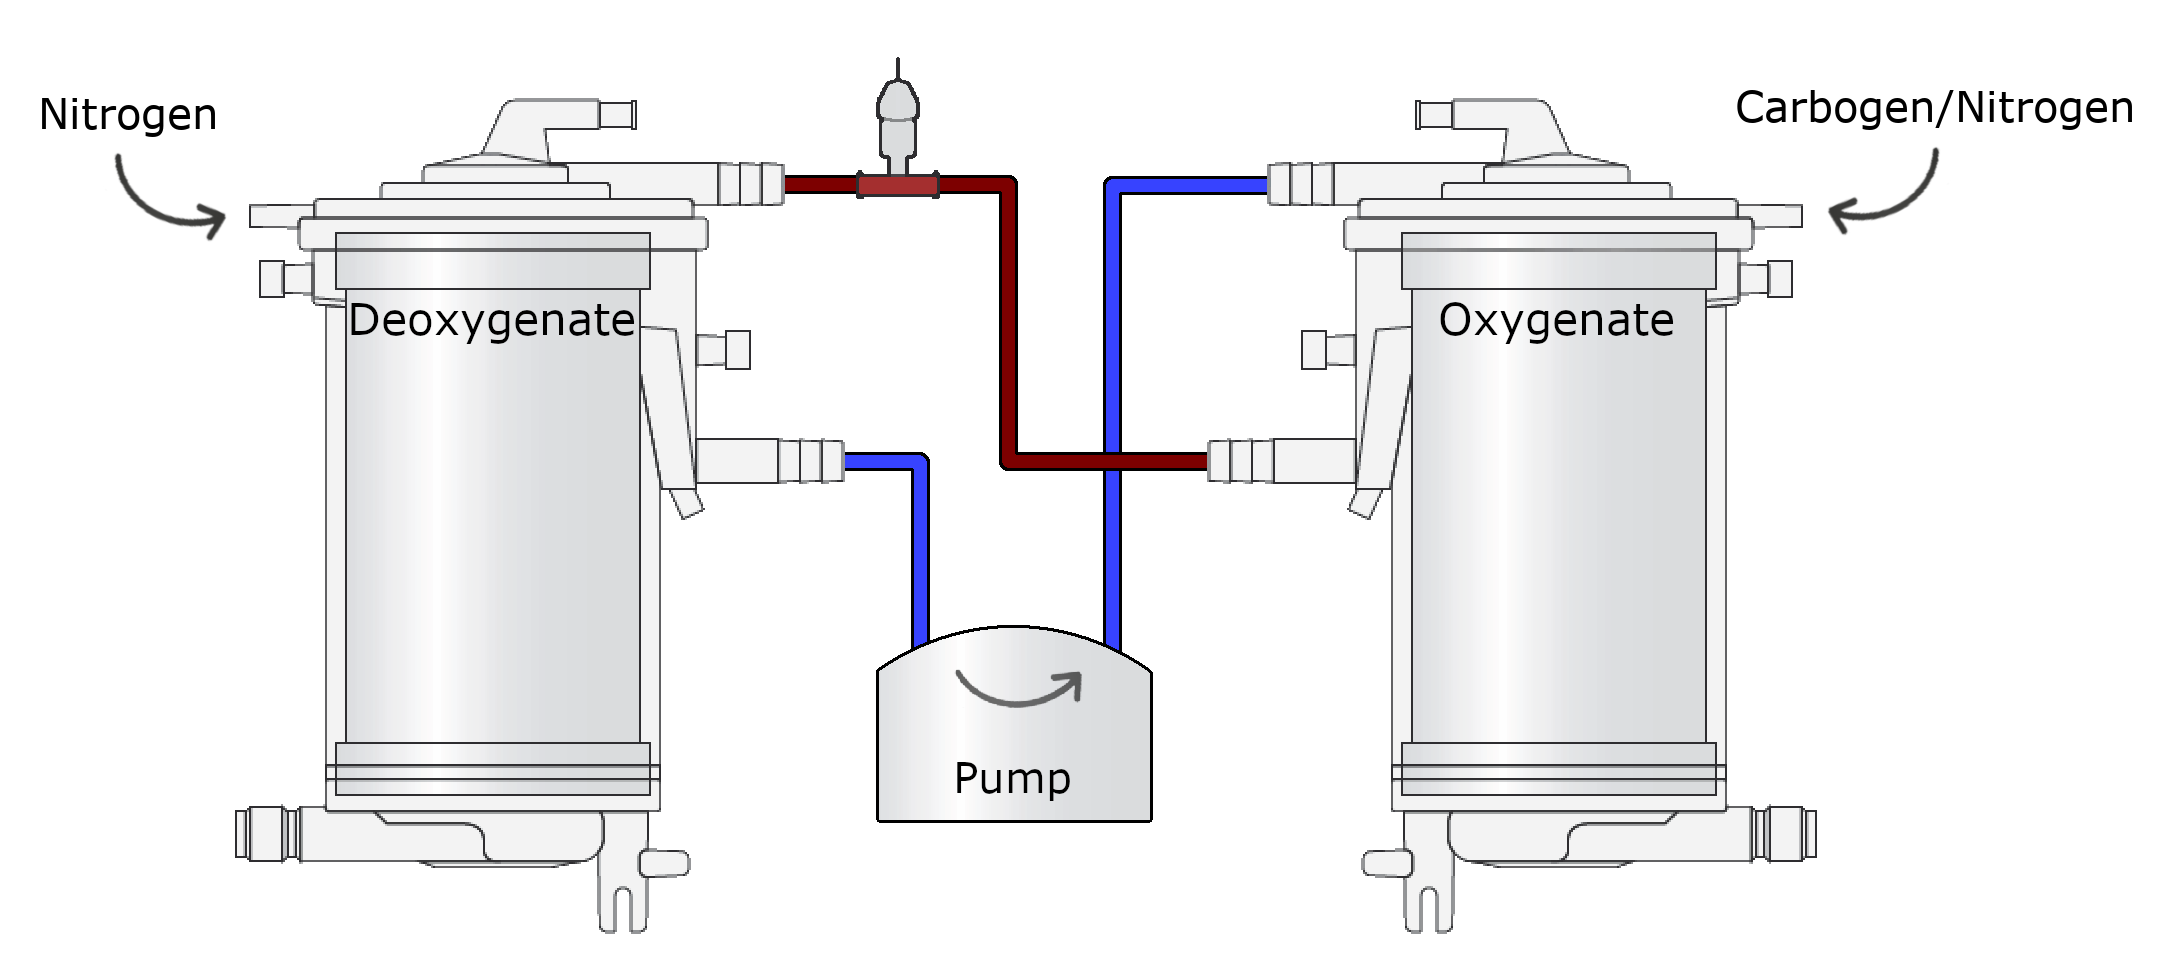 Nitrogen
Carbogen/Nitrogen
Deoxygenate
Oxygenate
Pump